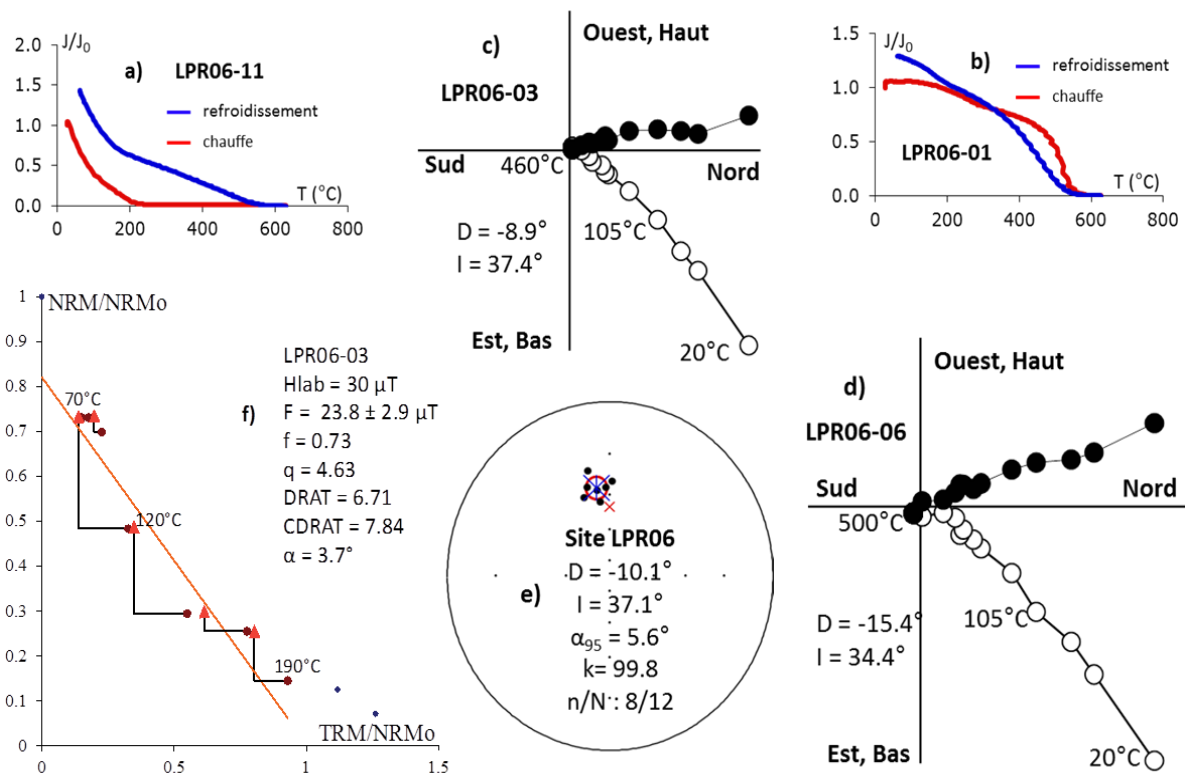 J/J₀
2.0
1.5
1.0
0.5
0.0
a)
LPR06-11
refroidissement
chauffe
T (°C)
0
200
400
600
800
c)
Ouest, Haut
LPR06-03
Sud
460°C
Nord
D = -8.9°
I = 37.4°
105°C
Est, Bas
20°C
J/J₀
1.5
1.0
0.5
0.0
b)
refroidissement
chauffe
LPR06-01
T (°C)
0
200
400
600
800
NRM/NRMo
1
0.9
0.8
0.7
0.6
0.5
0.4
0.3
0.2
0.1
0
70°C
120°C
190°C
f)
LPR06-03
Hlab = 30 µT
F = 23.8 ± 2.9 µT
f = 0.73
q = 4.63
DRAT = 6.71
CDRAT = 7.84
α = 3.7°
TRM/NRMo
0
0.5
1
1.5
e)
Site LPR06
D = -10.1°
I = 37.1°
α₉₅ = 5.6°
k= 99.8
n/N : 8/12
d)
Ouest, Haut
LPR06-06
Sud
Nord
500°C
105°C
D = -15.4°
I = 34.4°
Est, Bas
20°C